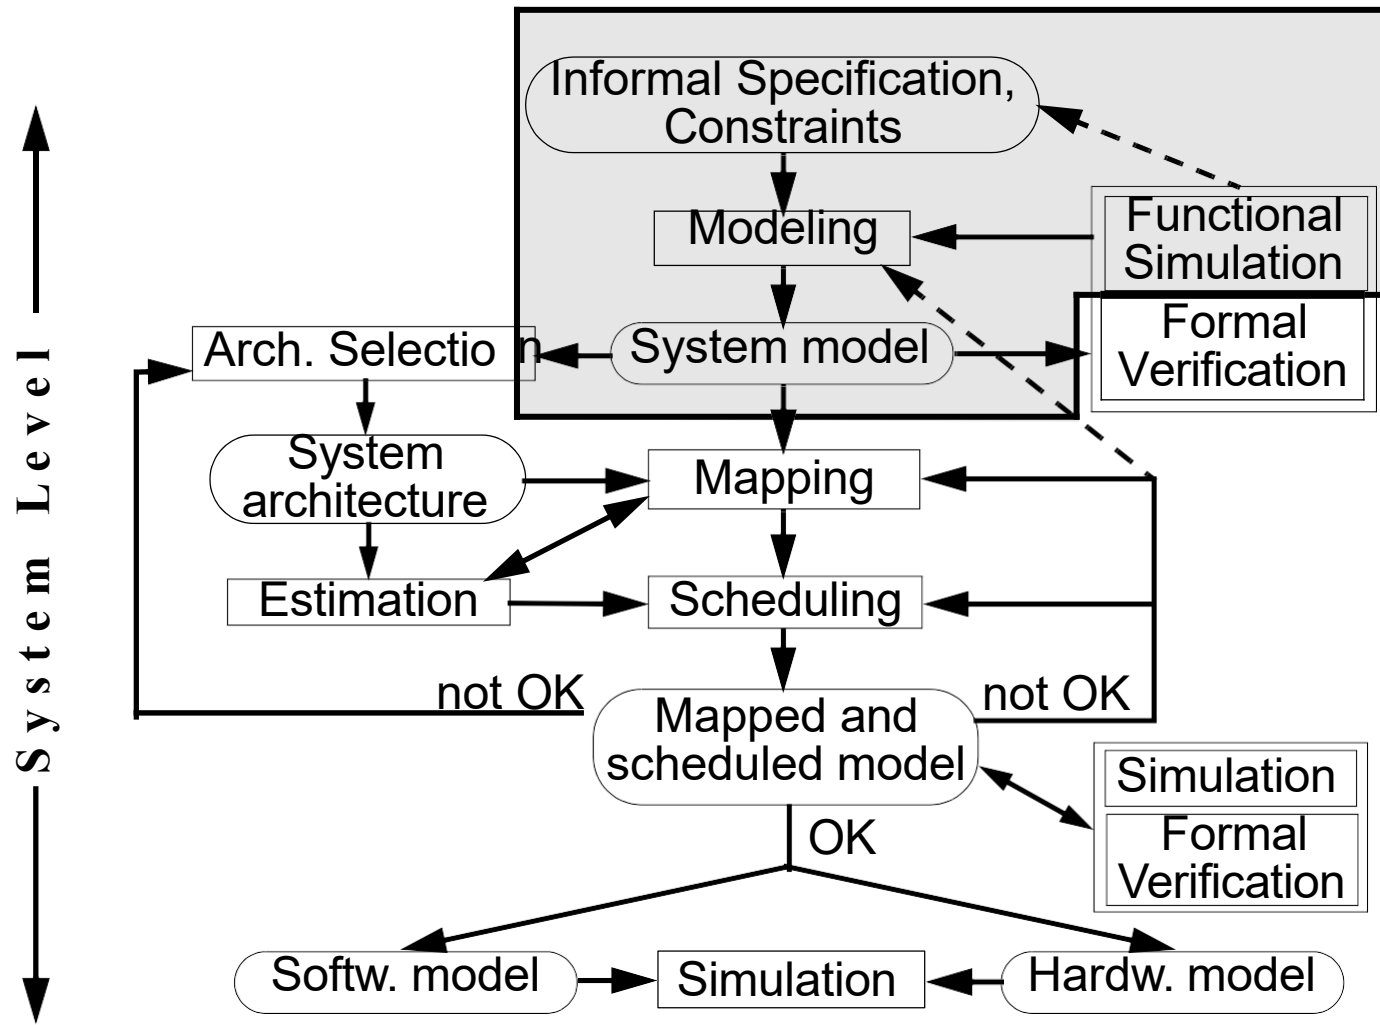 Informal Specification,
Constraints
Modeling
Functional
Simulation
Formal
Verification
Arch. Selection
System model
System
architecture
Mapping
Estimation
Scheduling
not OK
not OK
Mapped and
scheduled model
Simulation
Formal
Verification
OK
Softw. model
Simulation
Hardw. model
System Level